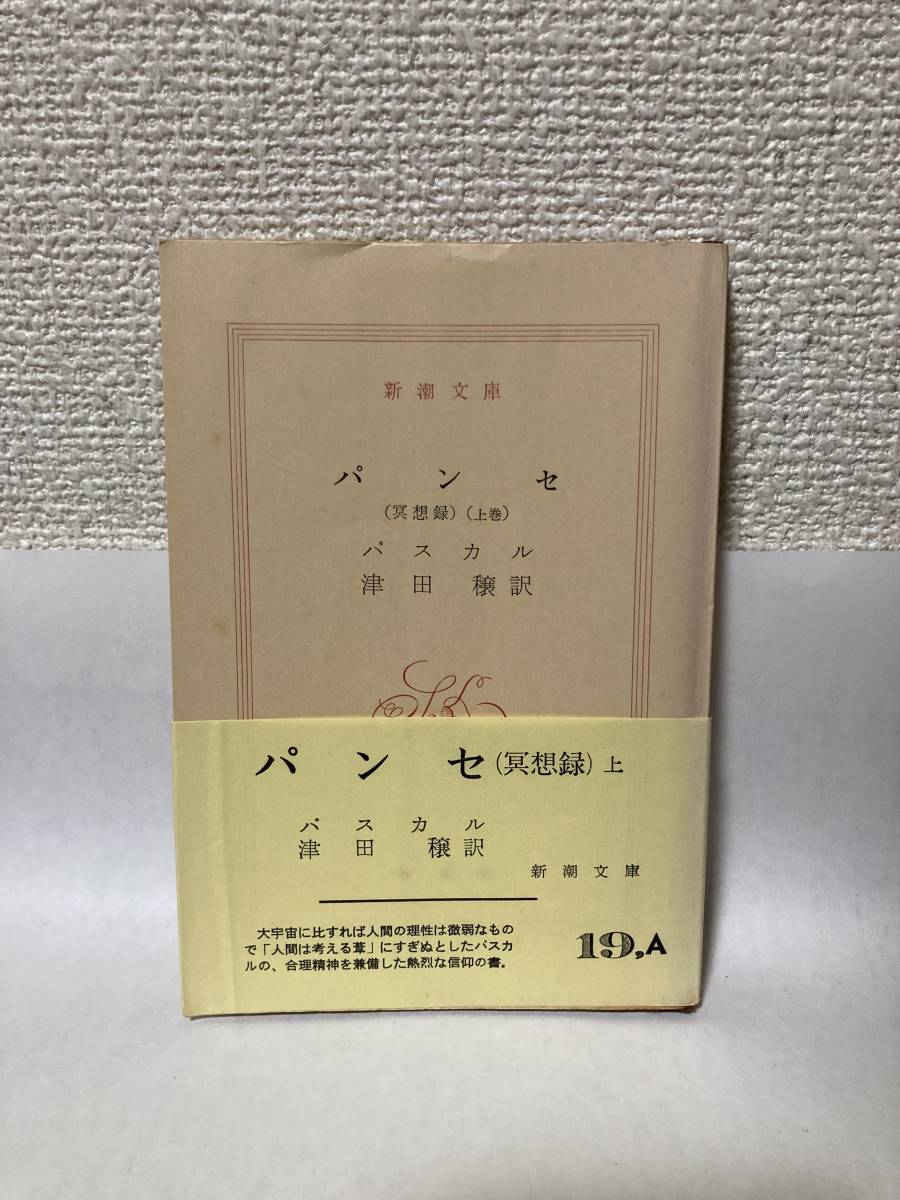 新潮文庫
パンセ
(冥想録)(上巻)
パスカル
津田 穣訳
パンセ(冥想録)上
パスカル
津田 穣訳
新潮文庫
大宇宙に比すれば人間の理性は微弱なもの
で「人間は考える葦」にすぎぬとしたパスカ
ルの、合理精神を兼備した熱烈な信仰の書。
19,A